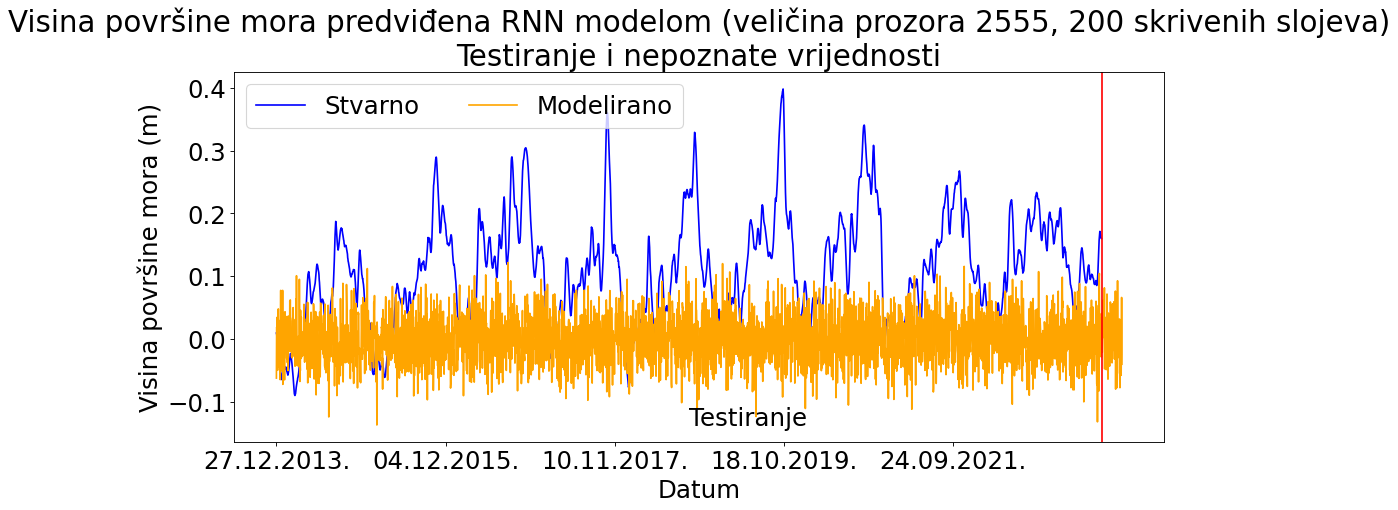 Visina površine mora predviđena RNN modelom (veličina prozora 2555, 200 skrivenih slojeva)
Testiranje i nepoznate vrijednosti
Stvarno Modelirano
Visina površine mora (m)
0.4
0.3
0.2
0.1
0.0
−0.1
Testiranje
27.12.2013. 04.12.2015. 10.11.2017. 18.10.2019. 24.09.2021.
Datum